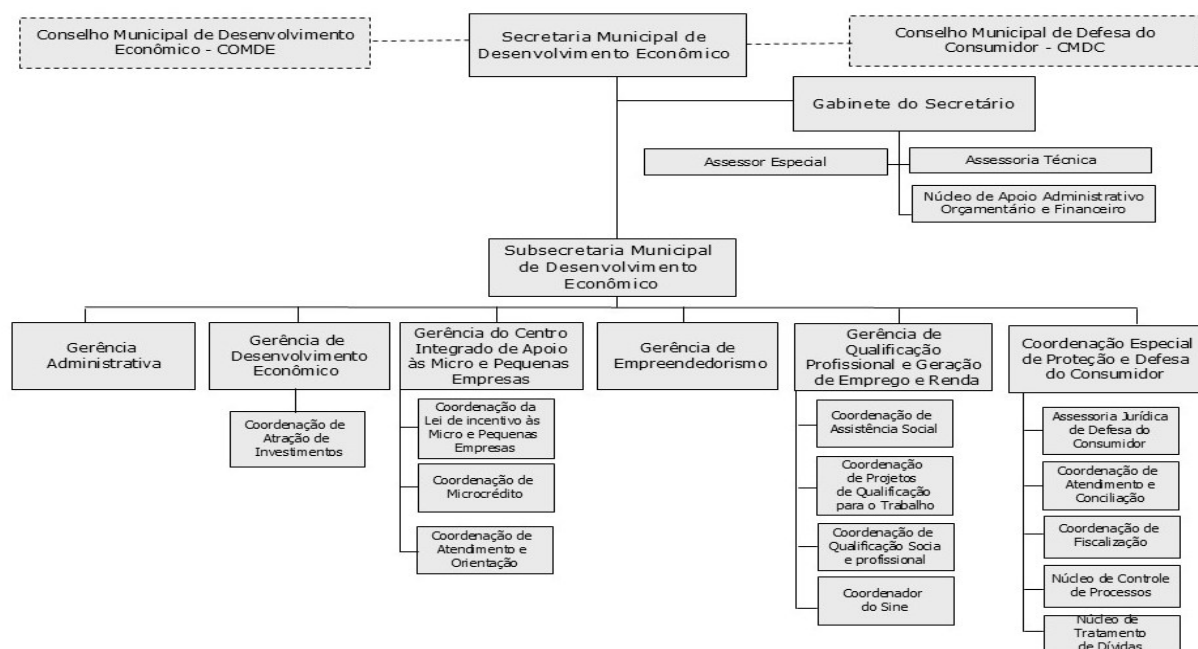 Conselho Municipal de Desenvolvimento
Econômico - COMDE
Secretaria Municipal de
Desenvolvimento Econômico
Conselho Municipal de Defesa do
Consumidor - CMDC
Gabinete do Secretário
Assessor Especial
Assessoria Técnica
Núcleo de Apoio Administrativo
Orçamentário e Financeiro
Subsecretaria Municipal
de Desenvolvimento
Econômico
Gerência
Administrativa
Gerência de
Desenvolvimento
Econômico
Coordenação de
Atração de
Investimentos
Gerência do Centro
Integrado de Apoio
às Micro e Pequenas
Empresas
Coordenação da
Lei de incentivo às
Micro e Pequenas
Empresas
Coordenação de
Microcrédito
Coordenação de
Atendimento e
Orientação
Gerência de
Empreendedorismo
Gerência de
Qualificação
Profissional e Geração
de Emprego e Renda
Coordenação de
Assistência Social
Coordenação
de Projetos
de Qualificação
para o Trabalho
Coordenação de
Qualificação Socia
e profissional
Coordenador
do Sine
Coordenação Especial
de Proteção e Defesa
do Consumidor
Assessoria Jurídica
de Defesa do
Consumidor
Coordenação de
Atendimento e
Conciliação
Coordenação de
Fiscalização
Núcleo de Controle
de Processos
Núcleo de
Tratamento
de Dívidas